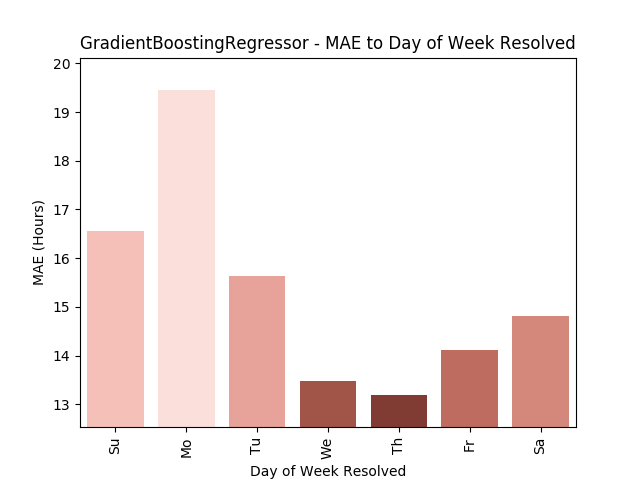 GradientBoostingRegressor - MAE to Day of Week Resolved
20
19
18
17
16
15
14
13
MAE (Hours)
Su
Mo
Tu
We
Th
Fr
Sa
Day of Week Resolved